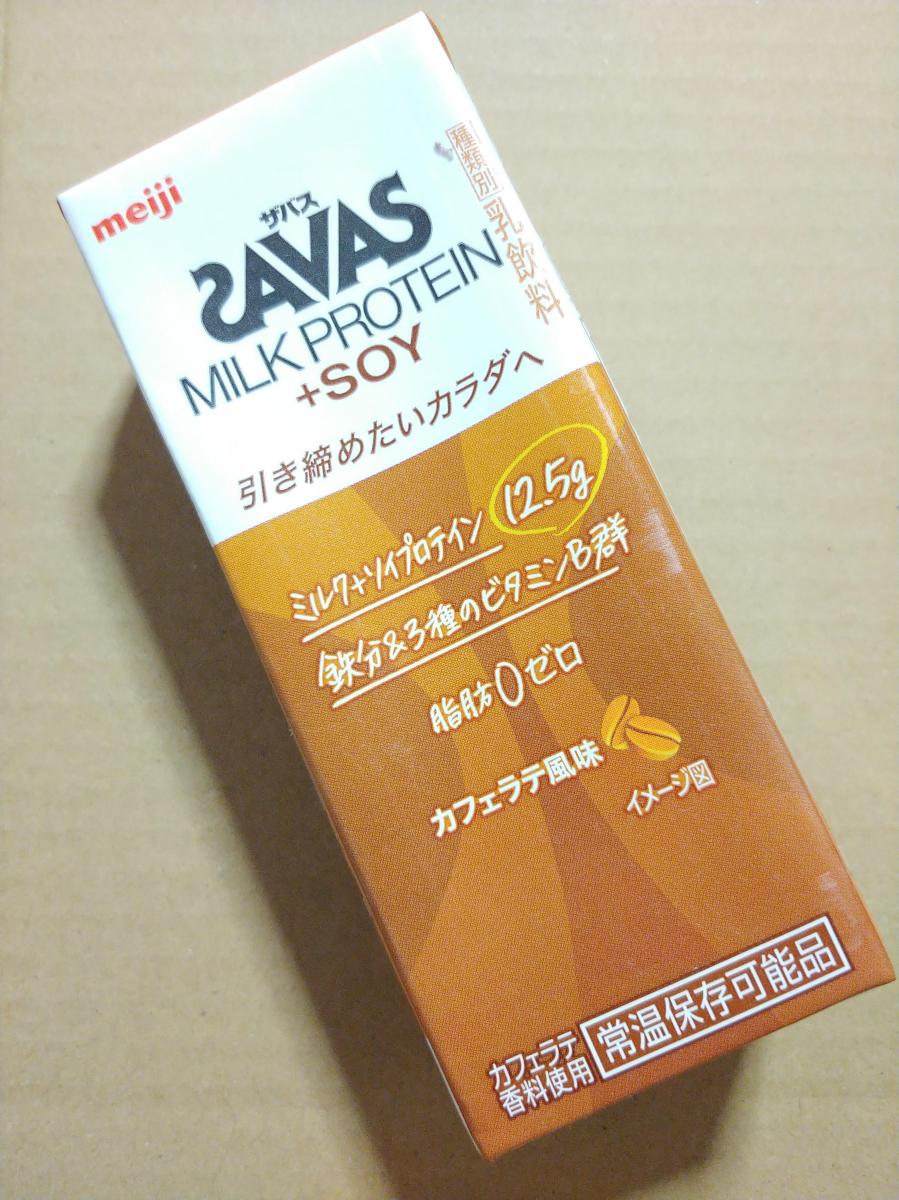 meiji
ザバス
SAVAS
MILK PROTEIN
+SOY
種類別 乳飲料
引き締めたいカラダへ
ミルク+ソイプロテイン 12.5g
鉄分&3種のビタミンB群
脂肪0ゼロ
カフェラテ風味
イメージ図
カフェラテ
香料使用
常温保存可能品